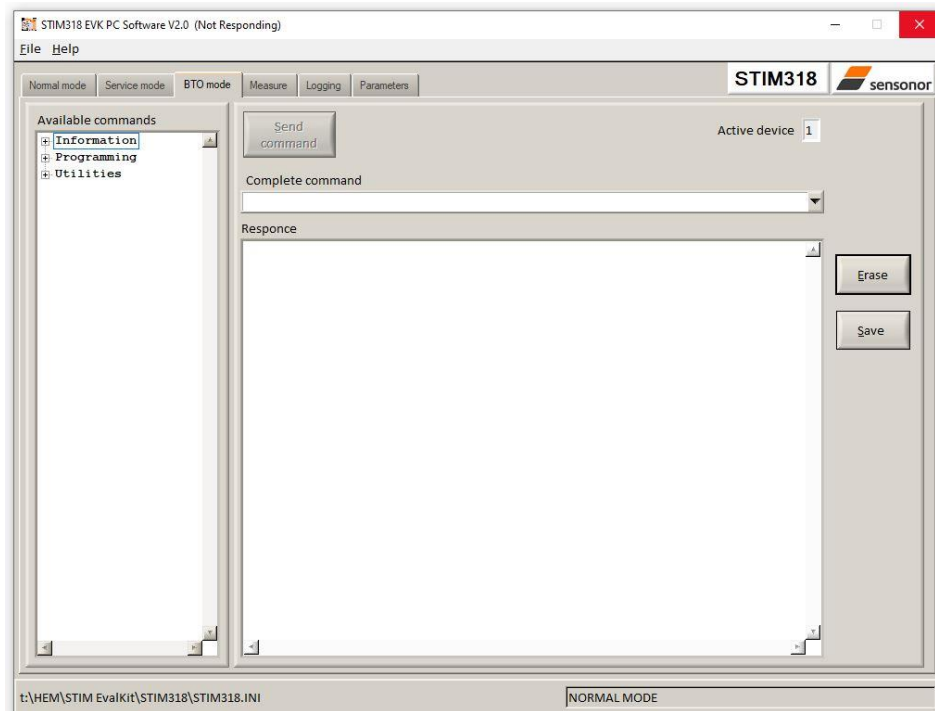 STIM318 EVK PC Software V2.0 (Not Responding)
File Help
Normal mode Service mode BTO mode Measure Logging Parameters
STIM318 sensonor
Available commands
Information
Programming
Utilities
Send
command
Active device 1
Complete command
Responce
Erase
Save
t:\HEM\STIM EvalKit\STIM318\STIM318.INI
NORMAL MODE